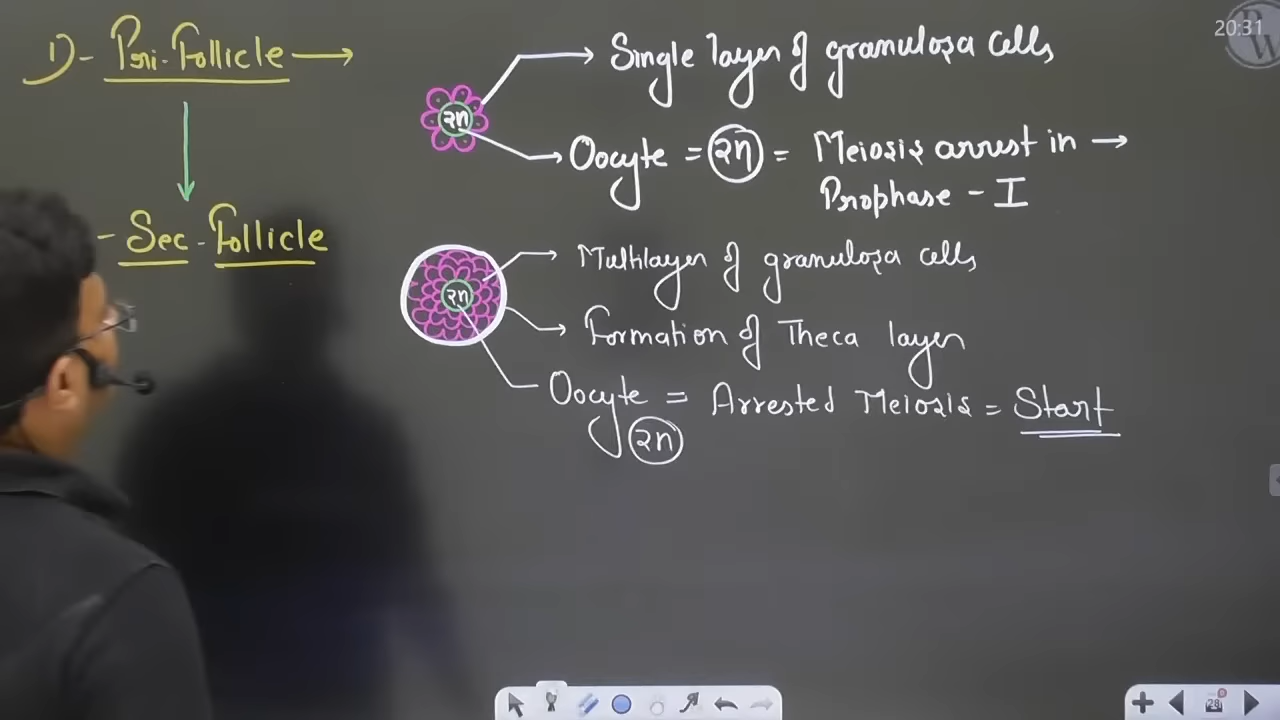 20:31
1)- Pri-Follicle →
Single layer of granulosa cells
2n
Oocyte = 2n = Meiosis arrest in →
Prophase - I
- Sec - Follicle
Multilayer of granulosa cells
2n
Formation of Theca layer
Oocyte = Arrested Meiosis = Start
2n
28